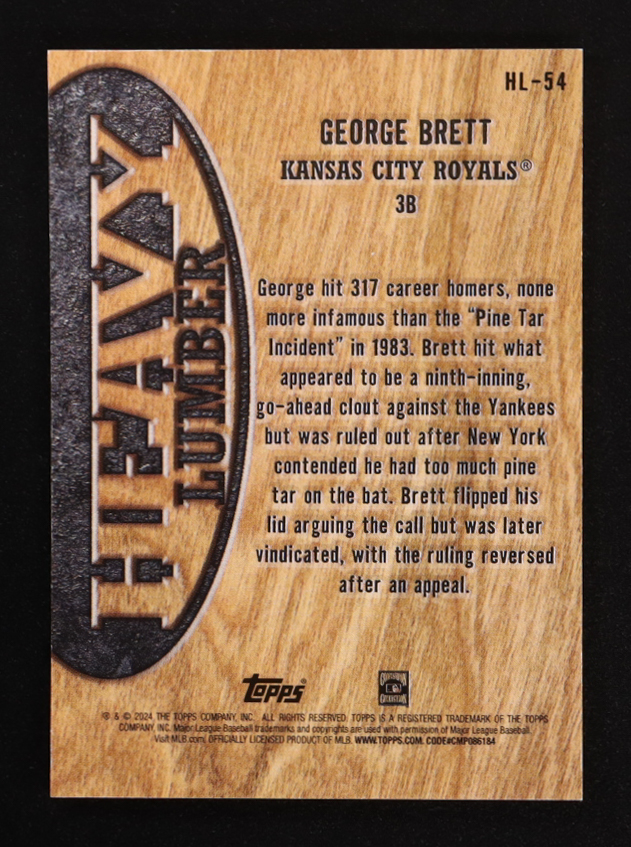 HL-54
HEAVY
LUMBER
GEORGE BRETT
KANSAS CITY ROYALS®
3B
George hit 317 career homers, none
more infamous than the “Pine Tar
Incident” in 1983. Brett hit what
appeared to be a ninth-inning,
go-ahead clout against the Yankees
but was ruled out after New York
contended he had too much pine
tar on the bat. Brett flipped his
lid arguing the call but was later
vindicated, with the ruling reversed
after an appeal.
Topps®
® & © 2024 THE TOPPS COMPANY, INC. ALL RIGHTS RESERVED. TOPPS IS A REGISTERED TRADEMARK OF THE TOPPS
COMPANY, INC. Major League Baseball trademarks and copyrights are used with permission of Major League Baseball.
Visit MLB.com. OFFICIALLY LICENSED PRODUCT OF MLB. WWW.TOPPS.COM. CODE#CMP086184